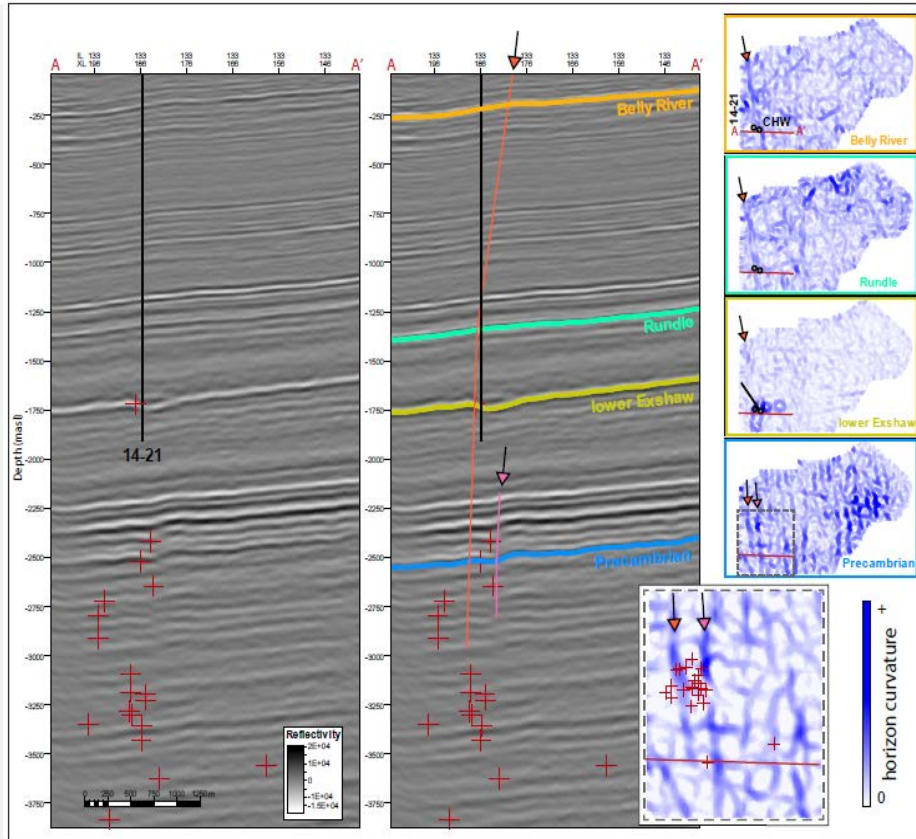 A
A'
IL 133 133 133 133 133 133
XL 196 186 176 166 156 146
A
A'
133 133 133 133 133 133
196 186 176 166 156 146
Depth (masl)
-250
-500
-750
-1000
-1250
-1500
-1750
-2000
-2250
-2500
-2750
-3000
-3250
-3500
-3750
14-21
Reflectivity
2E+04
1E+04
0
-1E+04
-1.5E+04
0
250
500
750
1000
1250m
Belly River
Rundle
lower Exshaw
Precambrian
14-21
CHW
A
A'
Belly River
Rundle
lower Exshaw
Precambrian
+
horizon curvature
0